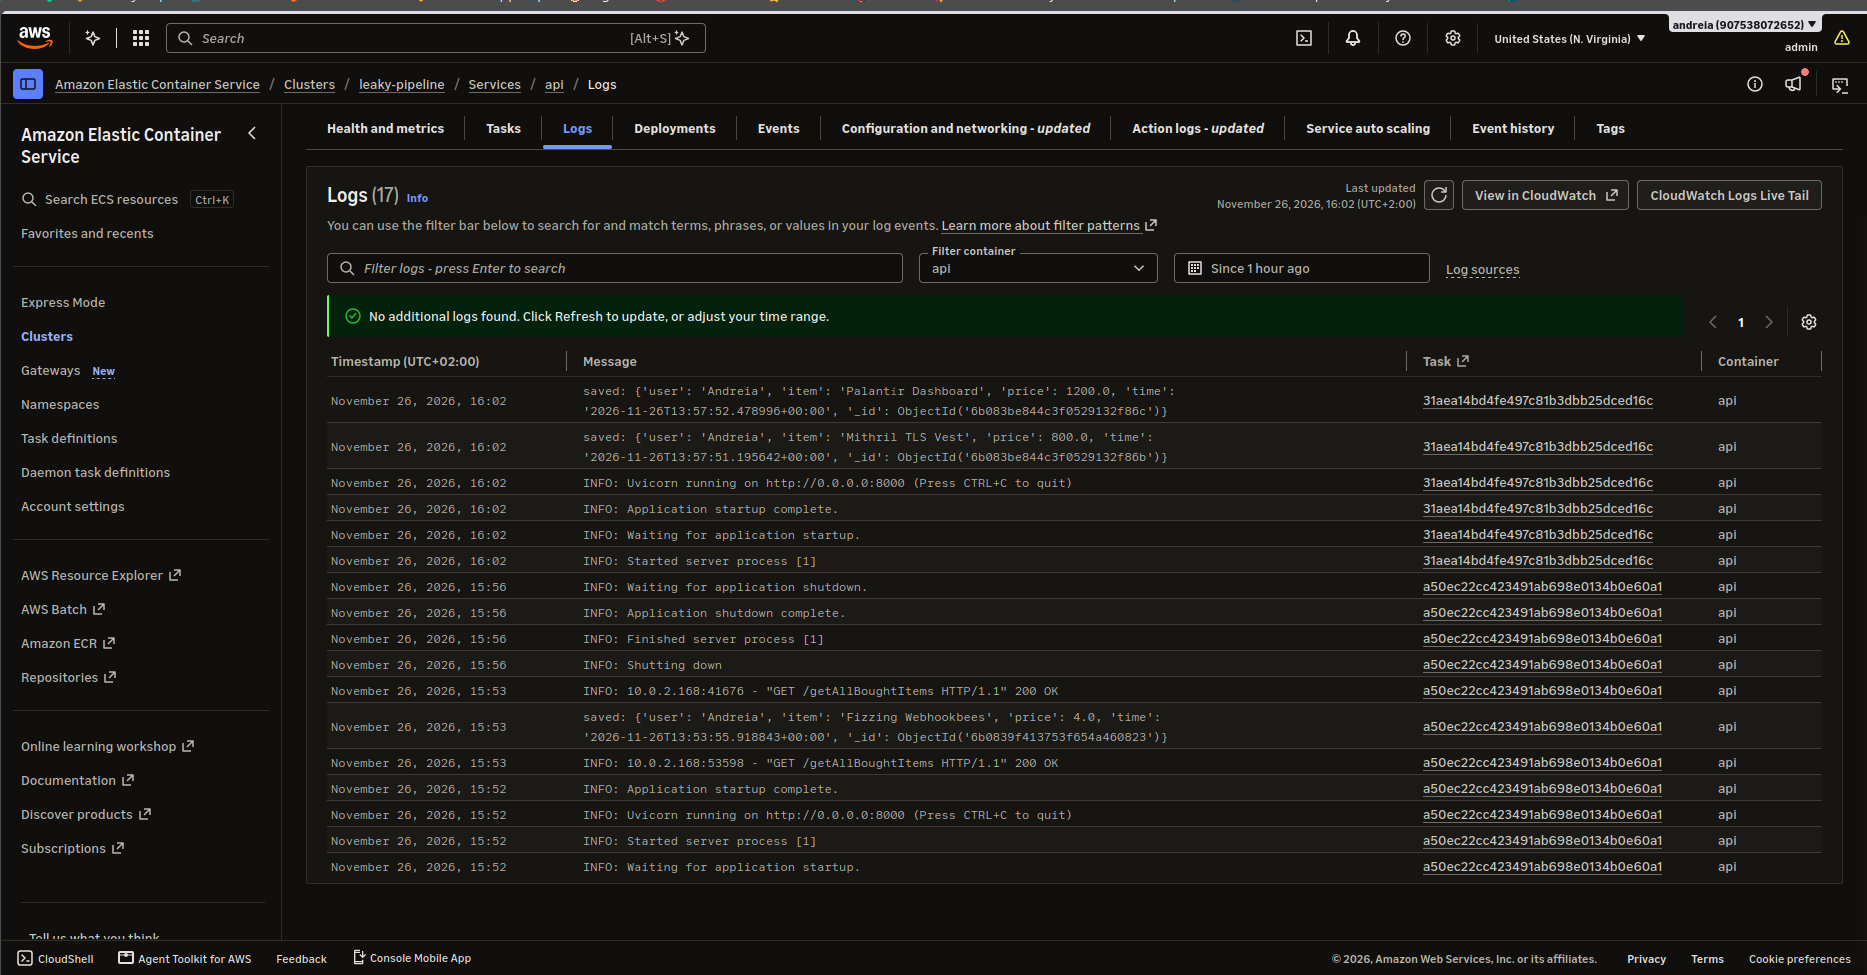 aws
Search
[Alt+S]
United States (N. Virginia)
andreia (907538072652)
admin
Amazon Elastic Container Service / Clusters / leaky-pipeline / Services / api / Logs
Amazon Elastic Container
Service
Search ECS resources Ctrl+K
Favorites and recents
Express Mode
Clusters
Gateways New
Namespaces
Task definitions
Daemon task definitions
Account settings
AWS Resource Explorer
AWS Batch
Amazon ECR
Repositories
Online learning workshop
Documentation
Discover products
Subscriptions
Tell us what you think
Health and metrics Tasks Logs Deployments Events Configuration and networking - updated Action logs - updated Service auto scaling Event history Tags
Logs (17) Info
Last updated
November 26, 2026, 16:02 (UTC+2:00)
View in CloudWatch
CloudWatch Logs Live Tail
You can use the filter bar below to search for and match terms, phrases, or values in your log events. Learn more about filter patterns
Filter logs - press Enter to search
Filter container
api
Since 1 hour ago
Log sources
No additional logs found. Click Refresh to update, or adjust your time range.
1
Timestamp (UTC+02:00) Message Task Container
November 26, 2026, 16:02 saved: {'user': 'Andreia', 'item': 'Palantír Dashboard', 'price': 1200.0, 'time':
'2026-11-26T13:57:52.478996+00:00', '_id': ObjectId('6b083be844c3f0529132f86c')} 31aea14bd4fe497c81b3dbb25dced16c api
November 26, 2026, 16:02 saved: {'user': 'Andreia', 'item': 'Mithril TLS Vest', 'price': 800.0, 'time':
'2026-11-26T13:57:51.195642+00:00', '_id': ObjectId('6b083be844c3f0529132f86b')} 31aea14bd4fe497c81b3dbb25dced16c api
November 26, 2026, 16:02 INFO: Uvicorn running on http://0.0.0.0:8000 (Press CTRL+C to quit) 31aea14bd4fe497c81b3dbb25dced16c api
November 26, 2026, 16:02 INFO: Application startup complete. 31aea14bd4fe497c81b3dbb25dced16c api
November 26, 2026, 16:02 INFO: Waiting for application startup. 31aea14bd4fe497c81b3dbb25dced16c api
November 26, 2026, 16:02 INFO: Started server process [1] 31aea14bd4fe497c81b3dbb25dced16c api
November 26, 2026, 15:56 INFO: Waiting for application shutdown. a50ec22cc423491ab698e0134b0e60a1 api
November 26, 2026, 15:56 INFO: Application shutdown complete. a50ec22cc423491ab698e0134b0e60a1 api
November 26, 2026, 15:56 INFO: Finished server process [1] a50ec22cc423491ab698e0134b0e60a1 api
November 26, 2026, 15:56 INFO: Shutting down a50ec22cc423491ab698e0134b0e60a1 api
November 26, 2026, 15:53 INFO: 10.0.2.168:41676 - "GET /getAllBoughtItems HTTP/1.1" 200 OK a50ec22cc423491ab698e0134b0e60a1 api
November 26, 2026, 15:53 saved: {'user': 'Andreia', 'item': 'Fizzing Webhookbees', 'price': 4.0, 'time':
'2026-11-26T13:53:55.918843+00:00', '_id': ObjectId('6b0839f413753f654a460823')} a50ec22cc423491ab698e0134b0e60a1 api
November 26, 2026, 15:53 INFO: 10.0.2.168:53598 - "GET /getAllBoughtItems HTTP/1.1" 200 OK a50ec22cc423491ab698e0134b0e60a1 api
November 26, 2026, 15:52 INFO: Application startup complete. a50ec22cc423491ab698e0134b0e60a1 api
November 26, 2026, 15:52 INFO: Uvicorn running on http://0.0.0.0:8000 (Press CTRL+C to quit) a50ec22cc423491ab698e0134b0e60a1 api
November 26, 2026, 15:52 INFO: Started server process [1] a50ec22cc423491ab698e0134b0e60a1 api
November 26, 2026, 15:52 INFO: Waiting for application startup. a50ec22cc423491ab698e0134b0e60a1 api
CloudShell Agent Toolkit for AWS Feedback Console Mobile App
© 2026, Amazon Web Services, Inc. or its affiliates. Privacy Terms Cookie preferences